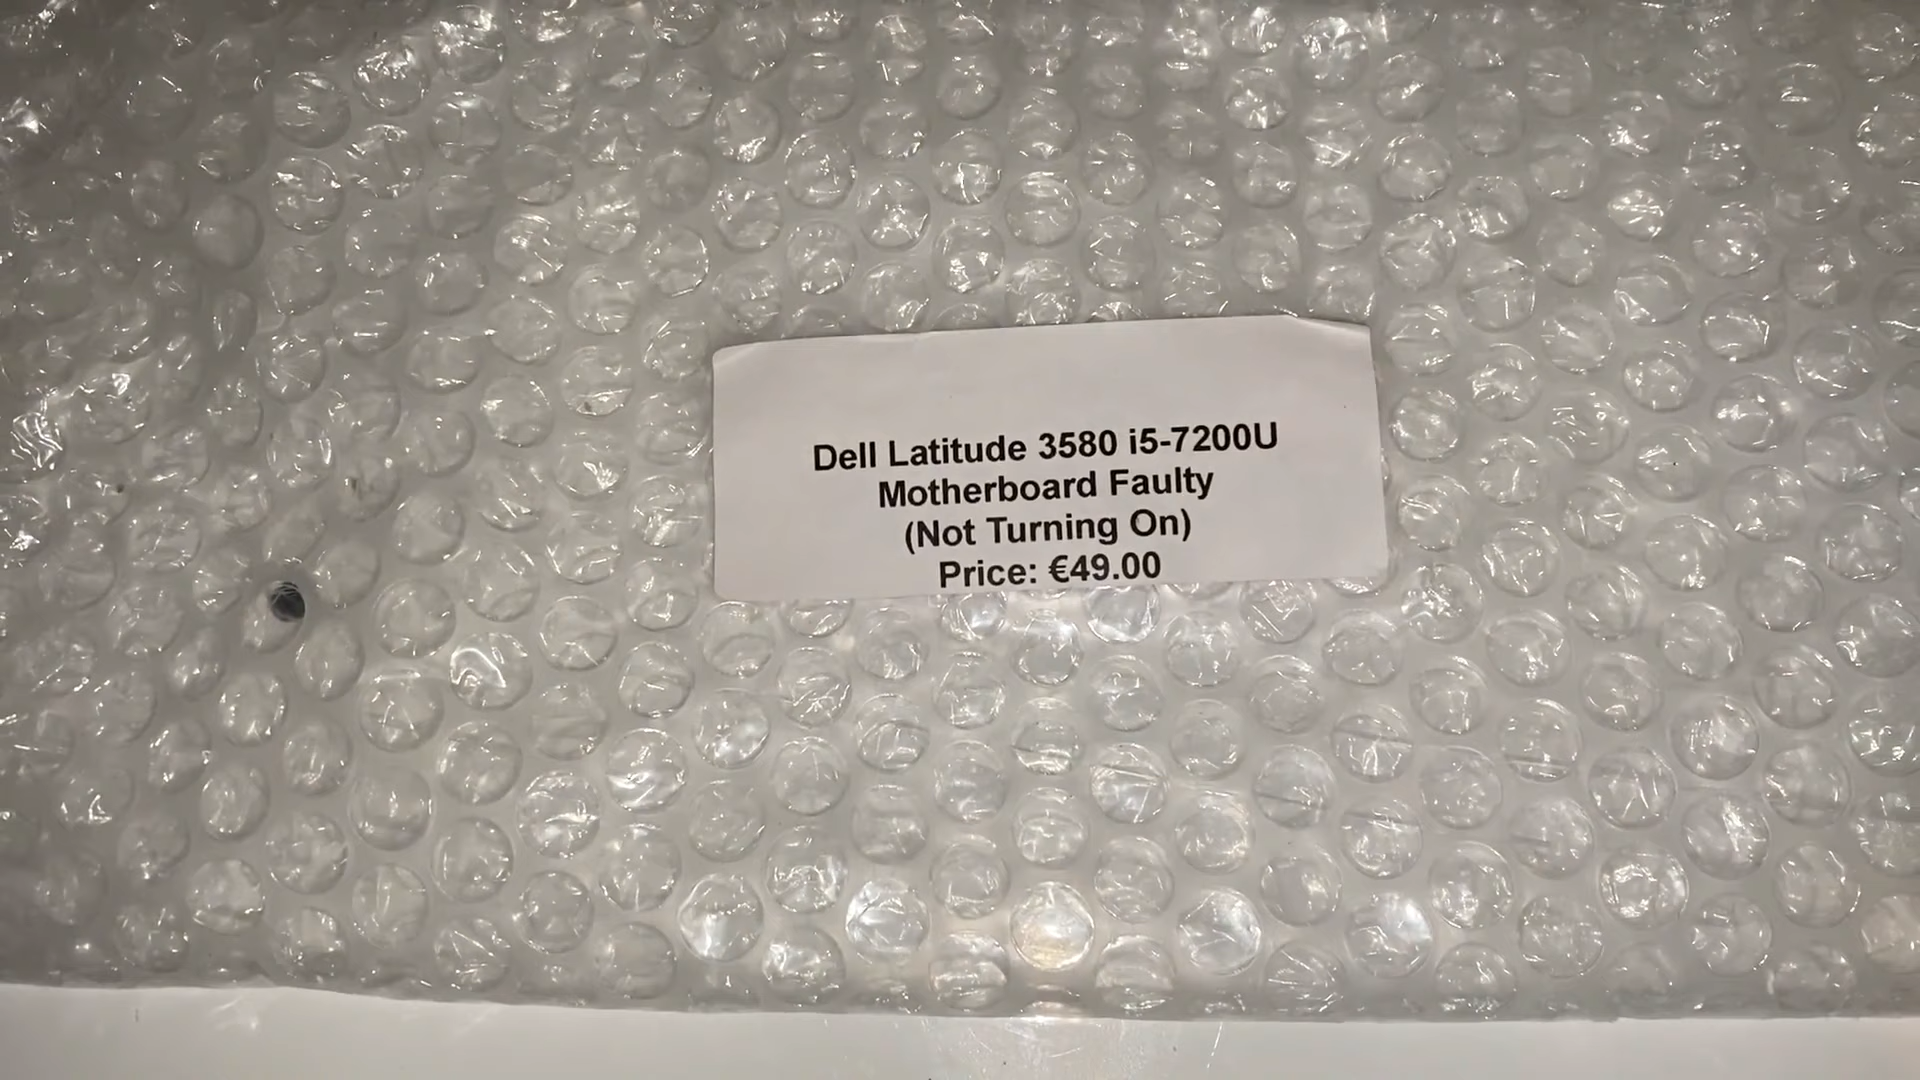 Dell Latitude 3580 i5-7200U
Motherboard Faulty
(Not Turning On)
Price: €49.00